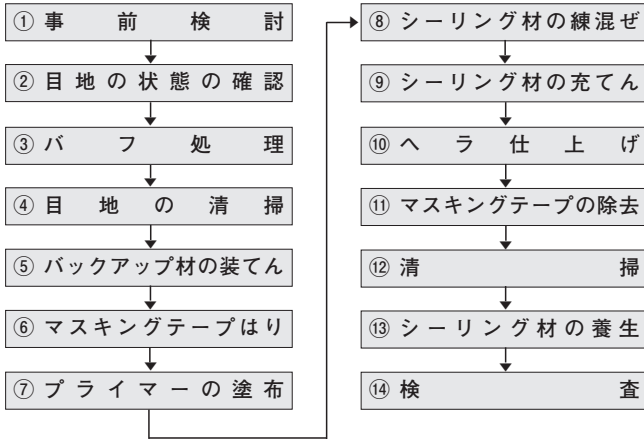 ① 事前検討
② 目地の状態の確認
③ バフ処理
④ 目地の清掃
⑤ バックアップ材の装てん
⑥ マスキングテープはり
⑦ プライマーの塗布
⑧ シーリング材の練混ぜ
⑨ シーリング材の充てん
⑩ ヘラ仕上げ
⑪ マスキングテープの除去
⑫ 清掃
⑬ シーリング材の養生
⑭ 検査